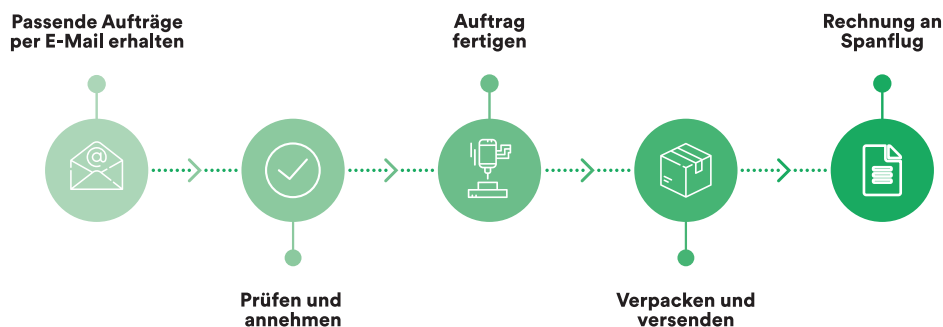 Passende Aufträge
per E-Mail erhalten
Prüfen und
annehmen
Auftrag
fertigen
Verpacken und
versenden
Rechnung an
Spanflug